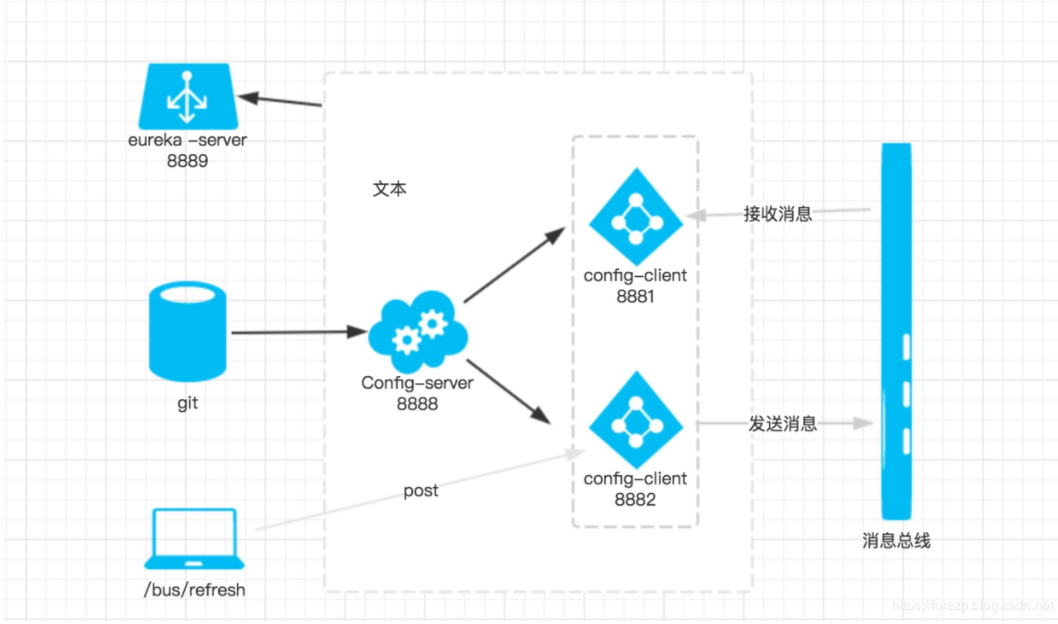 eureka -server
8889
文本
接收消息
config-client
8881
Config-server
8888
git
发送消息
config-client
8882
post
消息总线
/bus/refresh
https://forezp.blog.csdn.net